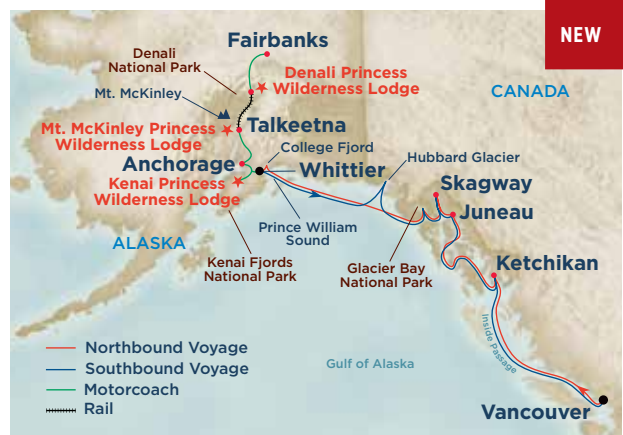 NEW
Fairbanks
Denali
National Park
Denali Princess
Wilderness Lodge
CANADA
Mt. McKinley
Mt. McKinley Princess
Wilderness Lodge
Talkeetna
College Fjord
Anchorage
Whittier
Hubbard Glacier
Kenai Princess
Wilderness Lodge
Skagway
Juneau
Prince William
Sound
ALASKA
Kenai Fjords
National Park
Glacier Bay
National Park
Ketchikan
Inside Passage
Northbound Voyage
Southbound Voyage
Motorcoach
Rail
Gulf of Alaska
Vancouver